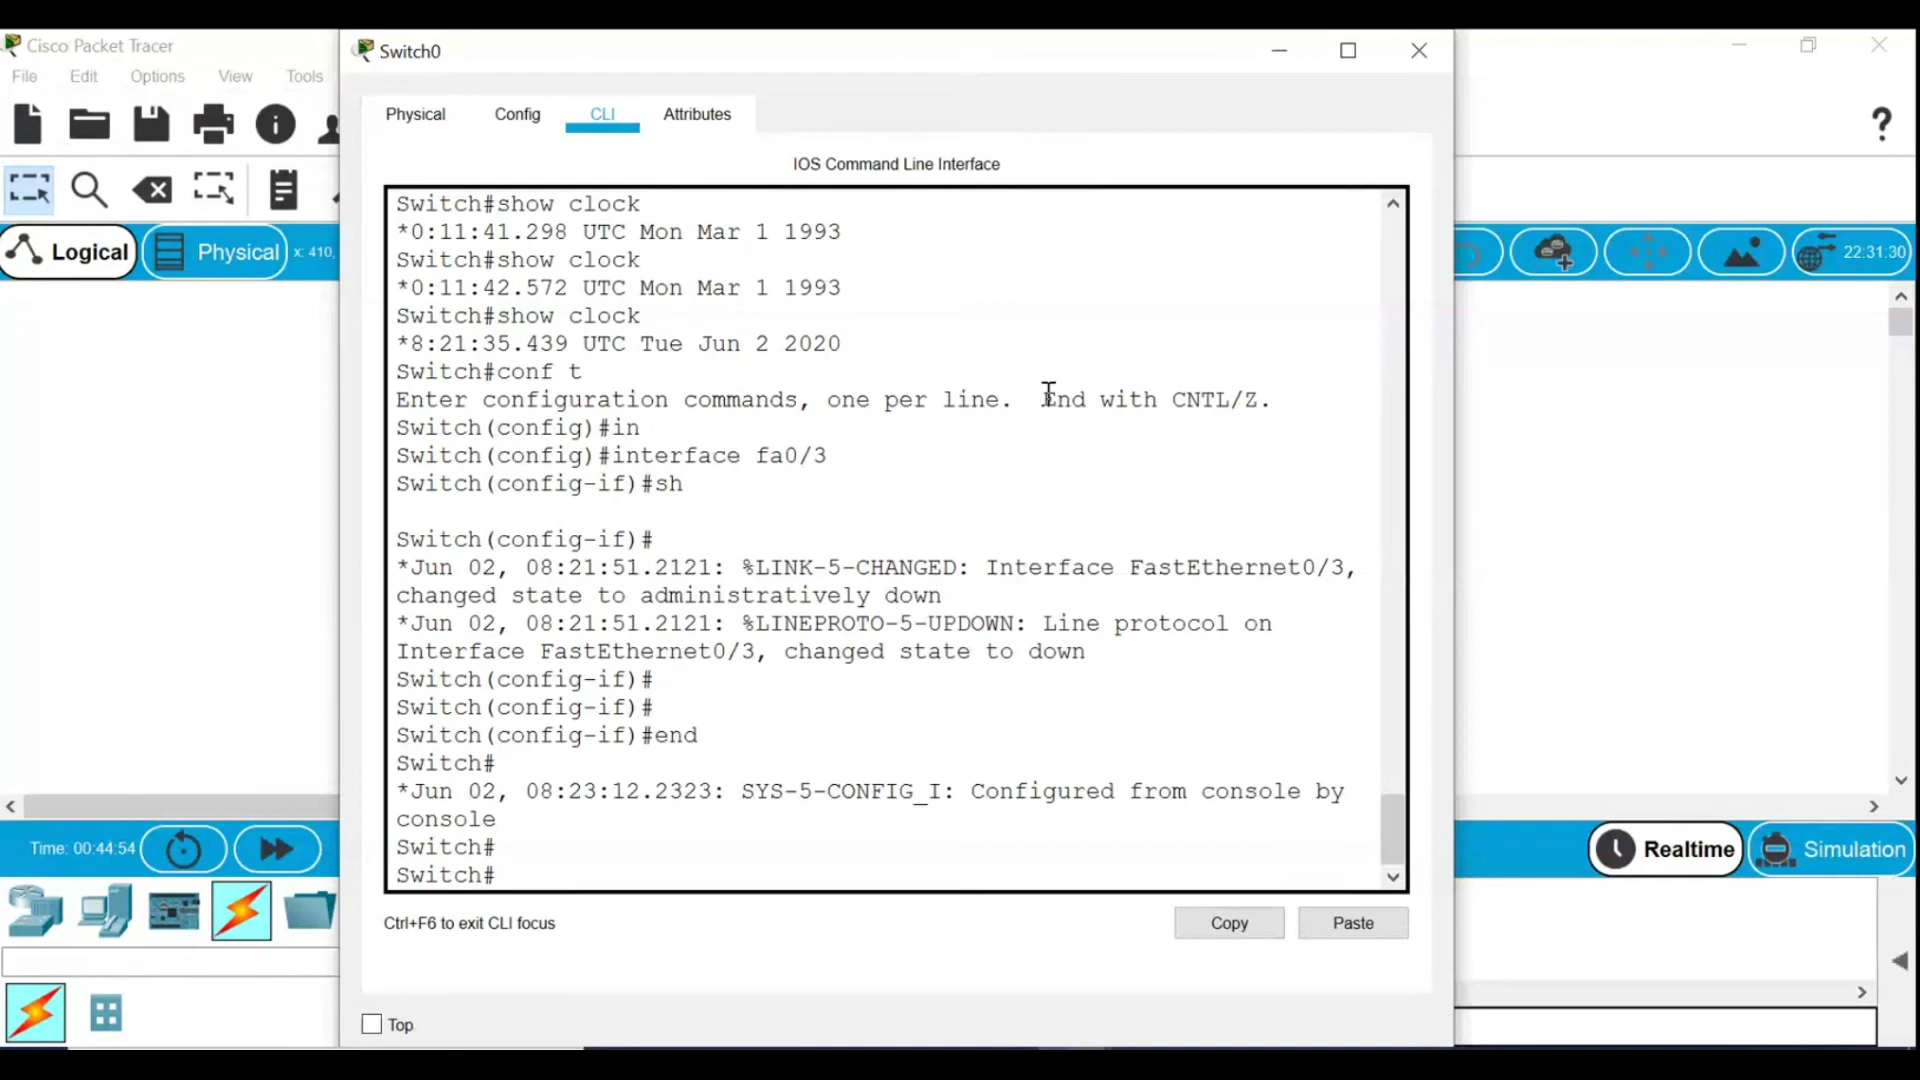 Cisco Packet Tracer
File Edit Options View Tools
Switch0
Physical Config CLI Attributes
IOS Command Line Interface
?
Logical Physical x: 410,
22:31:30
Switch#show clock
*0:11:41.298 UTC Mon Mar 1 1993
Switch#show clock
*0:11:42.572 UTC Mon Mar 1 1993
Switch#show clock
*8:21:35.439 UTC Tue Jun 2 2020
Switch#conf t
Enter configuration commands, one per line.  End with CNTL/Z.
Switch(config)#in
Switch(config)#interface fa0/3
Switch(config-if)#sh
Switch(config-if)#
*Jun 02, 08:21:51.2121: %LINK-5-CHANGED: Interface FastEthernet0/3,
changed state to administratively down
*Jun 02, 08:21:51.2121: %LINEPROTO-5-UPDOWN: Line protocol on
Interface FastEthernet0/3, changed state to down
Switch(config-if)#
Switch(config-if)#
Switch(config-if)#end
Switch#
*Jun 02, 08:23:12.2323: SYS-5-CONFIG_I: Configured from console by
console
Switch#
Switch#
Time: 00:44:54
Realtime Simulation
Ctrl+F6 to exit CLI focus
Copy Paste
Top